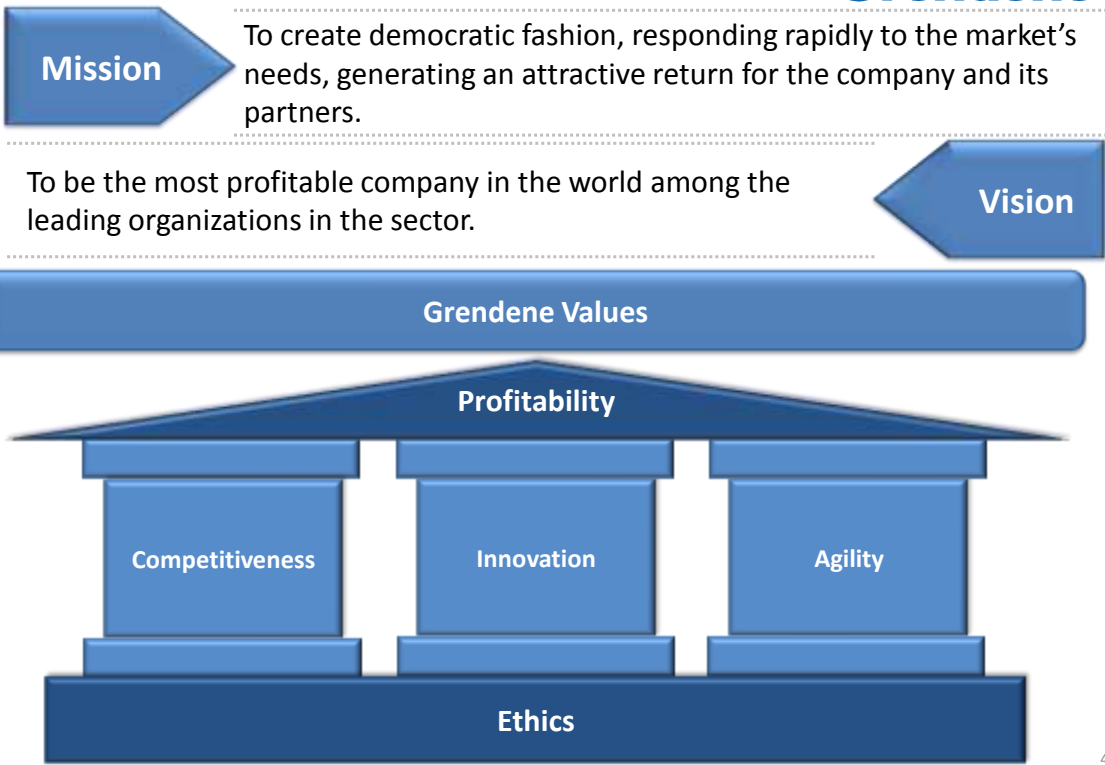 Mission
To create democratic fashion, responding rapidly to the market's
needs, generating an attractive return for the company and its
partners.
To be the most profitable company in the world among the
leading organizations in the sector.
Vision
Grendene Values
Profitability
Competitiveness
Innovation
Agility
Ethics